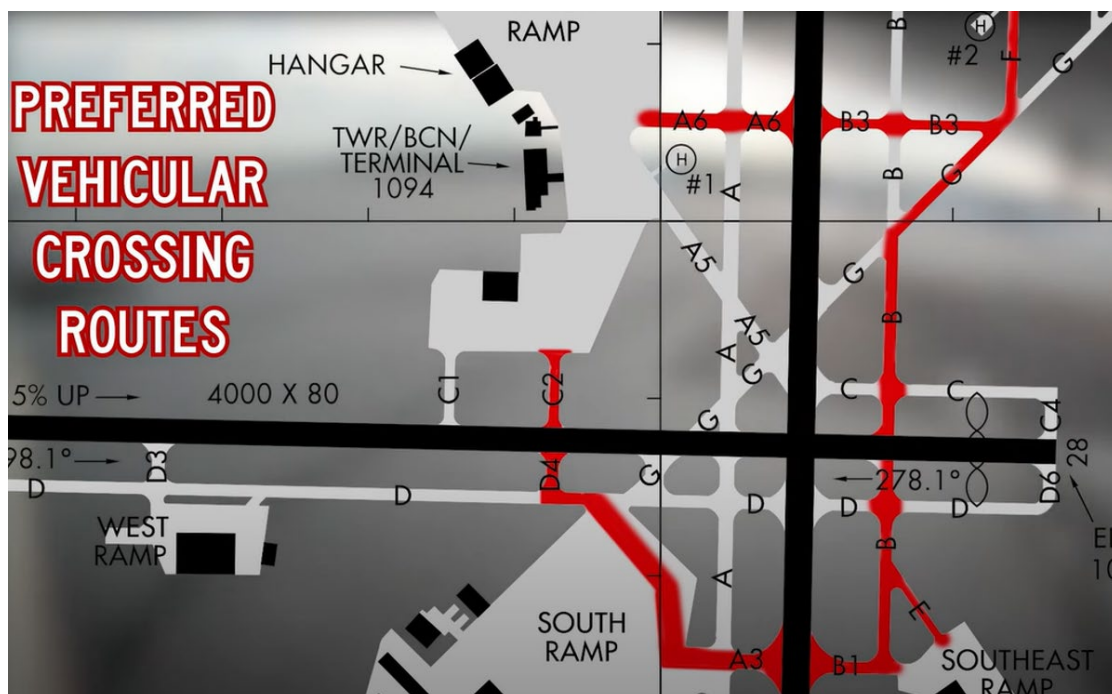 RAMP
HANGAR
#2
F
B
G
PREFERRED
VEHICULAR
CROSSING
ROUTES
TWR/BCN/
TERMINAL
1094
A6
A6
B3
B3
H
H
#1
A
B
G
A5
G
A5
B
A
G
C1
C2
C
C
C4
5% UP
4000 X 80
G
98.1°
D3
D4
G
278.1°
28
D
D
D
D
D
D6
WEST
RAMP
B
A
E
SOUTH
RAMP
A3
B1
SOUTHEAST
RAMP